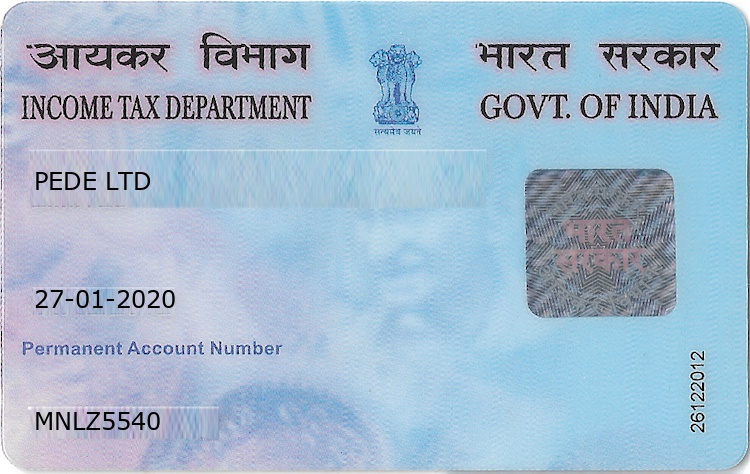 आयकर विभाग
भारत सरकार
INCOME TAX DEPARTMENT
GOVT. OF INDIA
सत्यमेव जयते
PEDE LTD
भारत
सरकार
27-01-2020
Permanent Account Number
26122012
MNLZ5540